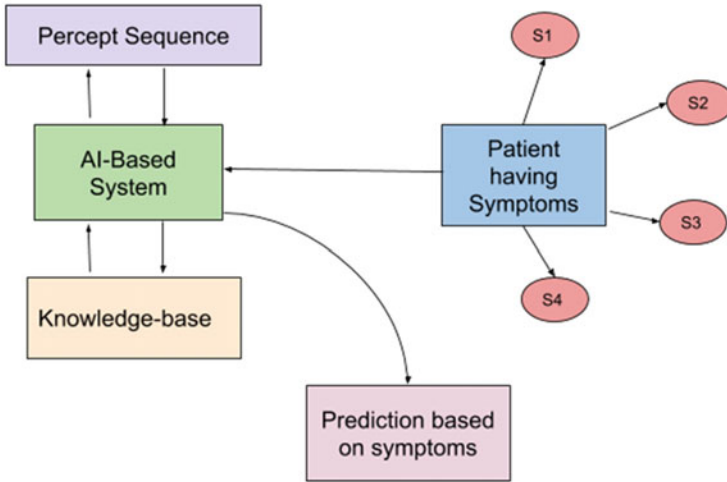 Percept Sequence
S1
S2
AI-Based
System
Patient
having
Symptoms
S3
S4
Knowledge-base
Prediction based
on symptoms